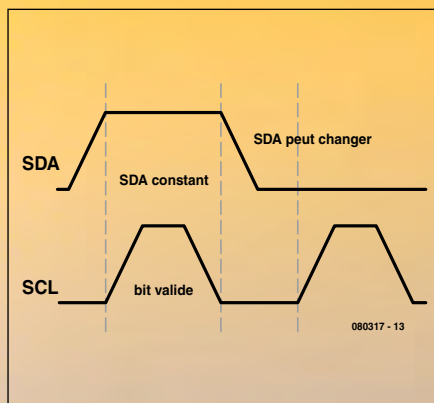 SDA peut changer
SDA
SDA constant
SCL
bit valide
080317 - 13